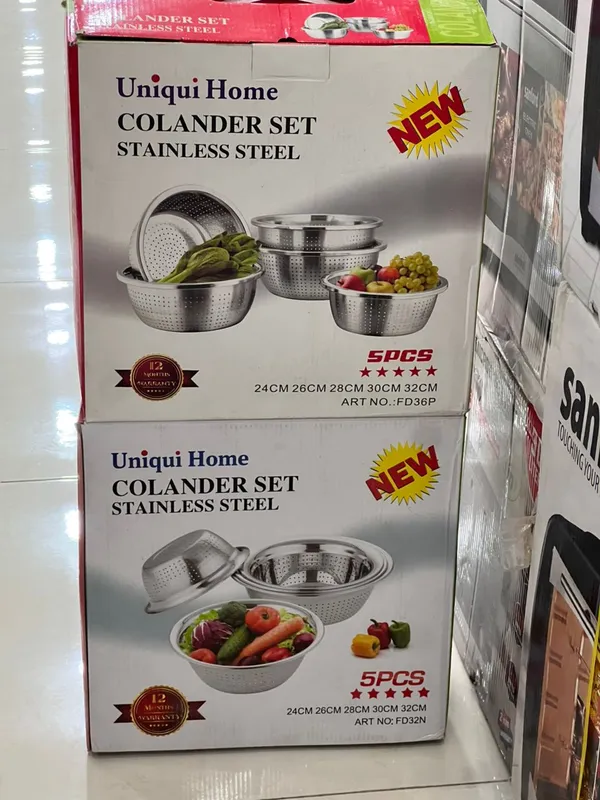 COLANDER SET
STAINLESS STEEL
Uniqui Home
COLANDER SET
STAINLESS STEEL
NEW
5PCS
12
MONTHS
WARRANTY
24CM 26CM 28CM 30CM 32CM
ART NO.:FD36P
Uniqui Home
COLANDER SET
STAINLESS STEEL
NEW
5PCS
12
MONTHS
WARRANTY
24CM 26CM 28CM 30CM 32CM
ART NO: FD32N
TOUCHING YOUR